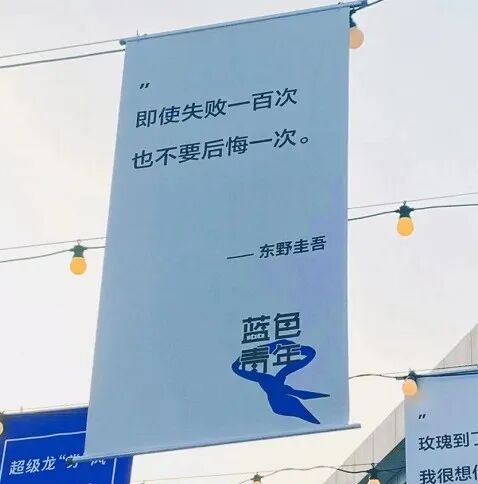 ”
即使失败一百次
也不要后悔一次。
—— 东野圭吾
蓝色
青年
超级龙“
”
玫瑰到了
我很想